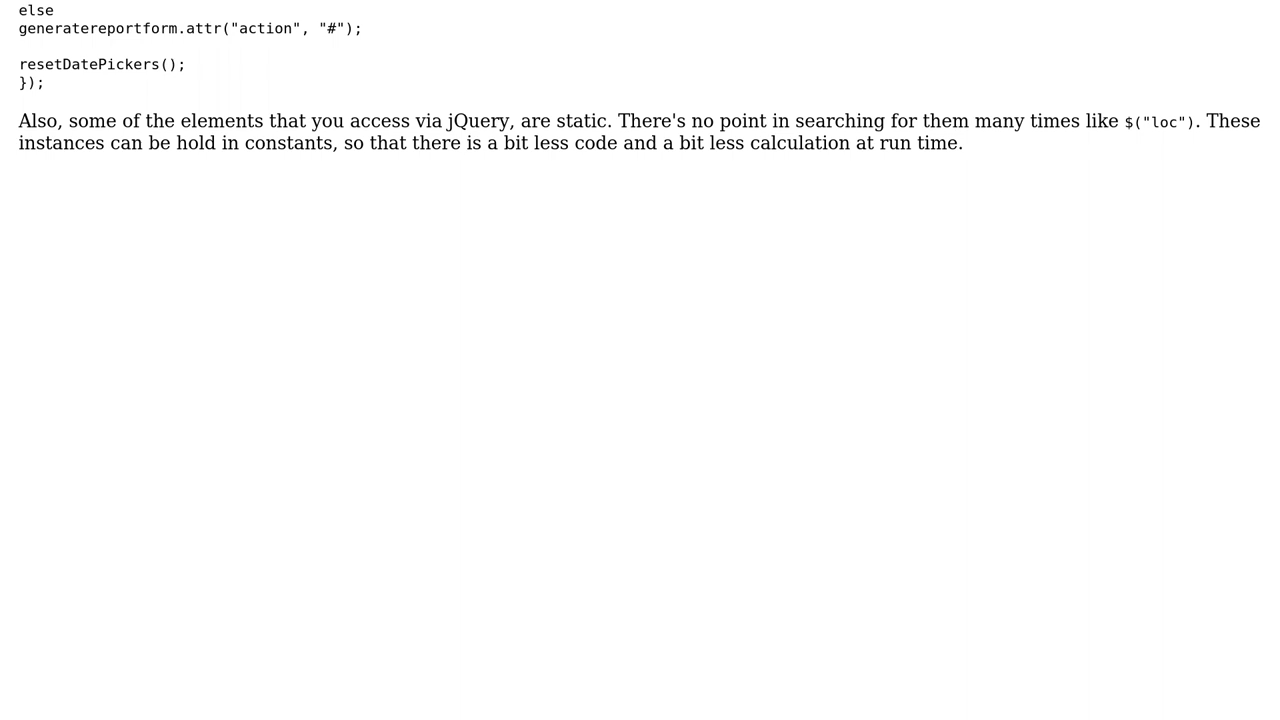 else
generatereportform.attr("action", "#");
resetDatePickers();
});
Also, some of the elements that you access via jQuery, are static. There's no point in searching for them many times like $("loc"). These
instances can be hold in constants, so that there is a bit less code and a bit less calculation at run time.